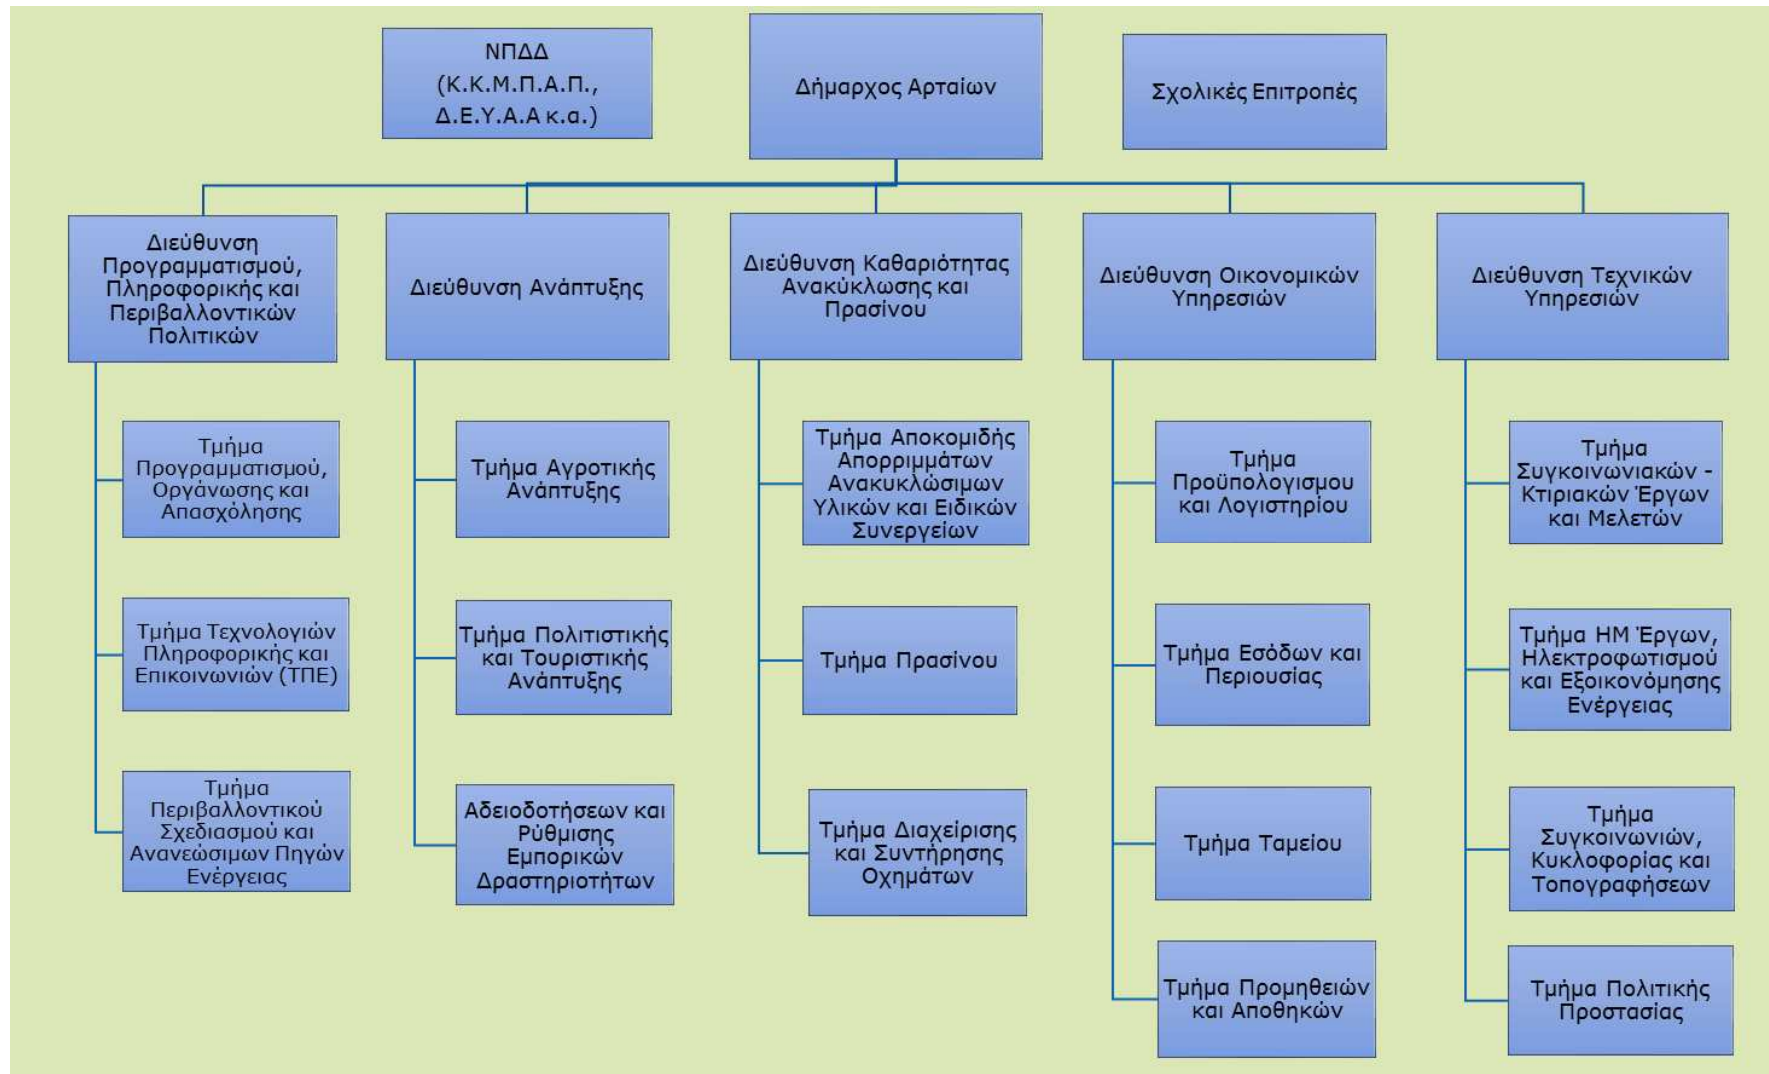 ΝΠΔΔ
(Κ.Κ.Μ.Π.Α.Π.,
Δ.Ε.Υ.Α.Α κ.α.)
Δήμαρχος Αρταίων
Σχολικές Επιτροπές
Διεύθυνση
Προγραμματισμού,
Πληροφορικής και
Περιβαλλοντικών
Πολιτικών
Τμήμα
Προγραμματισμού,
Οργάνωσης και
Απασχόλησης
Τμήμα Τεχνολογιών
Πληροφορικής και
Επικοινωνιών (ΤΠΕ)
Τμήμα
Περιβαλλοντικού
Σχεδιασμού και
Ανανεώσιμων Πηγών
Ενέργειας
Διεύθυνση Ανάπτυξης
Τμήμα Αγροτικής
Ανάπτυξης
Τμήμα Πολιτιστικής
και Τουριστικής
Ανάπτυξης
Αδειοδοτήσεων και
Ρύθμισης
Εμπορικών
Δραστηριοτήτων
Διεύθυνση Καθαριότητας
Ανακύκλωσης και
Πρασίνου
Τμήμα Αποκομιδής
Απορριμμάτων
Ανακυκλώσιμων
Υλικών και Ειδικών
Συνεργείων
Τμήμα Πρασίνου
Τμήμα Διαχείρισης
και Συντήρησης
Οχημάτων
Διεύθυνση Οικονομικών
Υπηρεσιών
Τμήμα
Προϋπολογισμου
και Λογιστηρίου
Τμήμα Εσόδων και
Περιουσίας
Τμήμα Ταμείου
Τμήμα Προμηθειών
και Αποθηκών
Διεύθυνση Τεχνικών
Υπηρεσιών
Τμήμα
Συγκοινωνιακών -
Κτιριακών Έργων
και Μελετών
Τμήμα ΗΜ Έργων,
Ηλεκτροφωτισμού
και Εξοικονόμησης
Ενέργειας
Τμήμα
Συγκοινωνιών,
Κυκλοφορίας και
Τοπογραφήσεων
Τμήμα Πολιτικής
Προστασίας